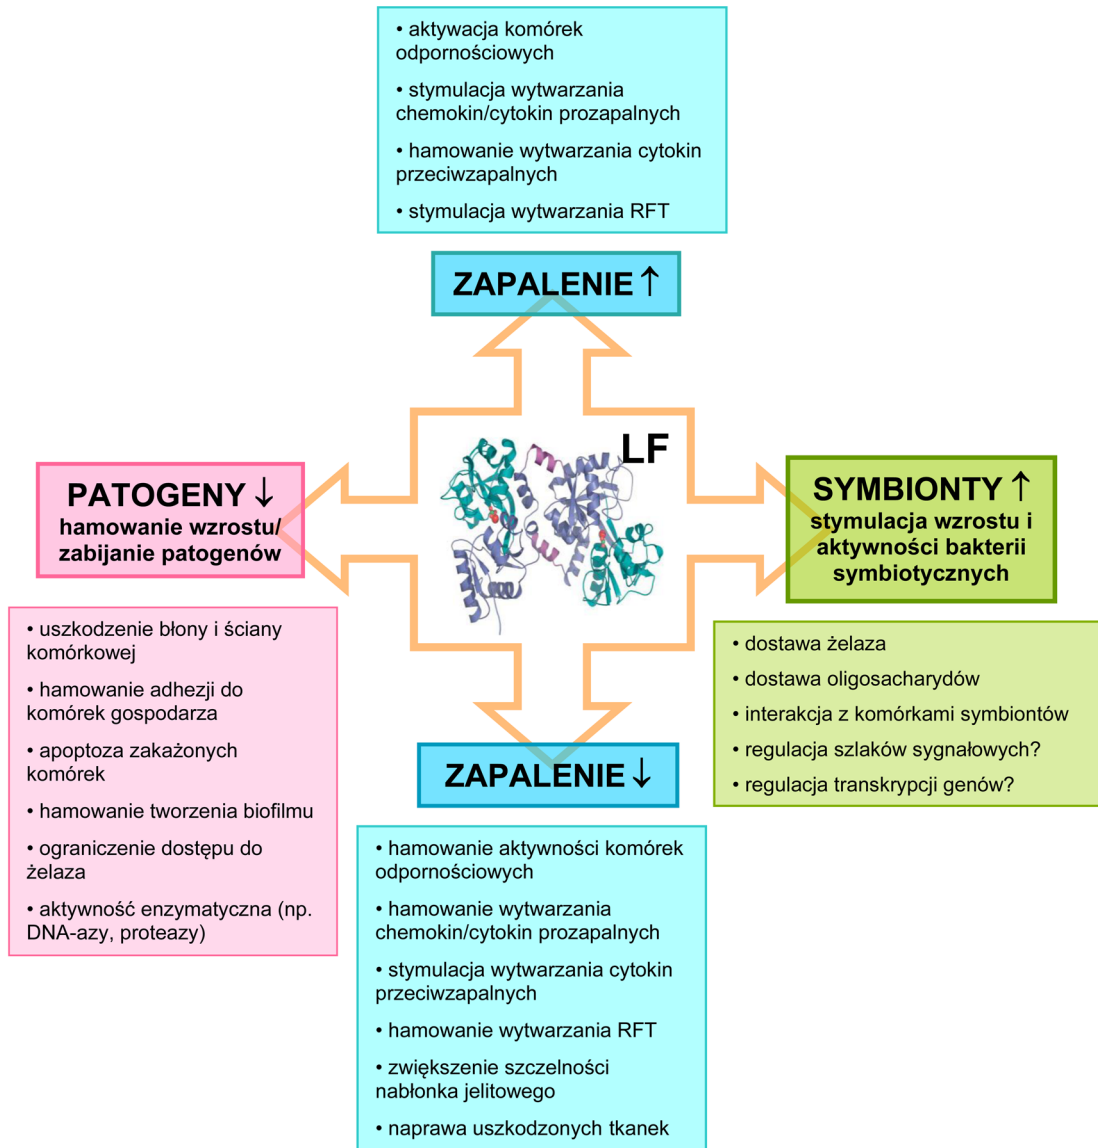 • aktywacja komórek
odpornościowych
• stymulacja wytwarzania
chemokin/cytokin prozapalnych
• hamowanie wytwarzania cytokin
przeciwzapalnych
• stymulacja wytwarzania RFT
ZAPALENIE ↑
LF
PATOGENY ↓
hamowanie wzrostu/
zabijanie patogenów
• uszkodzenie błony i ściany
komórkowej
• hamowanie adhezji do
komórek gospodarza
• apoptoza zakażonych
komórek
• hamowanie tworzenia biofilmu
• ograniczenie dostępu do
żelaza
• aktywność enzymatyczna (np.
DNA-azy, proteazy)
SYMBIONTY ↑
stymulacja wzrostu i
aktywności bakterii
symbiotycznych
• dostawa żelaza
• dostawa oligosacharydów
• interakcja z komórkami symbiontów
• regulacja szlaków sygnałowych?
• regulacja transkrypcji genów?
ZAPALENIE ↓
• hamowanie aktywności komórek
odpornościowych
• hamowanie wytwarzania
chemokin/cytokin prozapalnych
• stymulacja wytwarzania cytokin
przeciwzapalnych
• hamowanie wytwarzania RFT
• zwiększenie szczelności
nabłonka jelitowego
• naprawa uszkodzonych tkanek